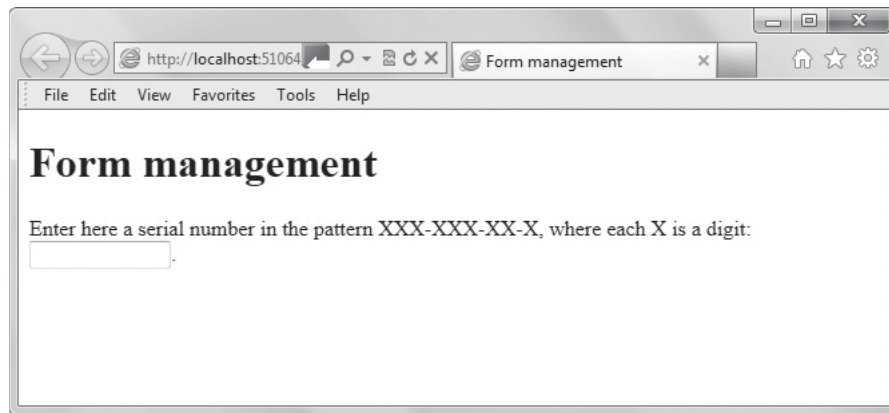 http://localhost:51064
Form management
File Edit View Favorites Tools Help
Form management
Enter here a serial number in the pattern XXX-XXX-XX-X, where each X is a digit:
.